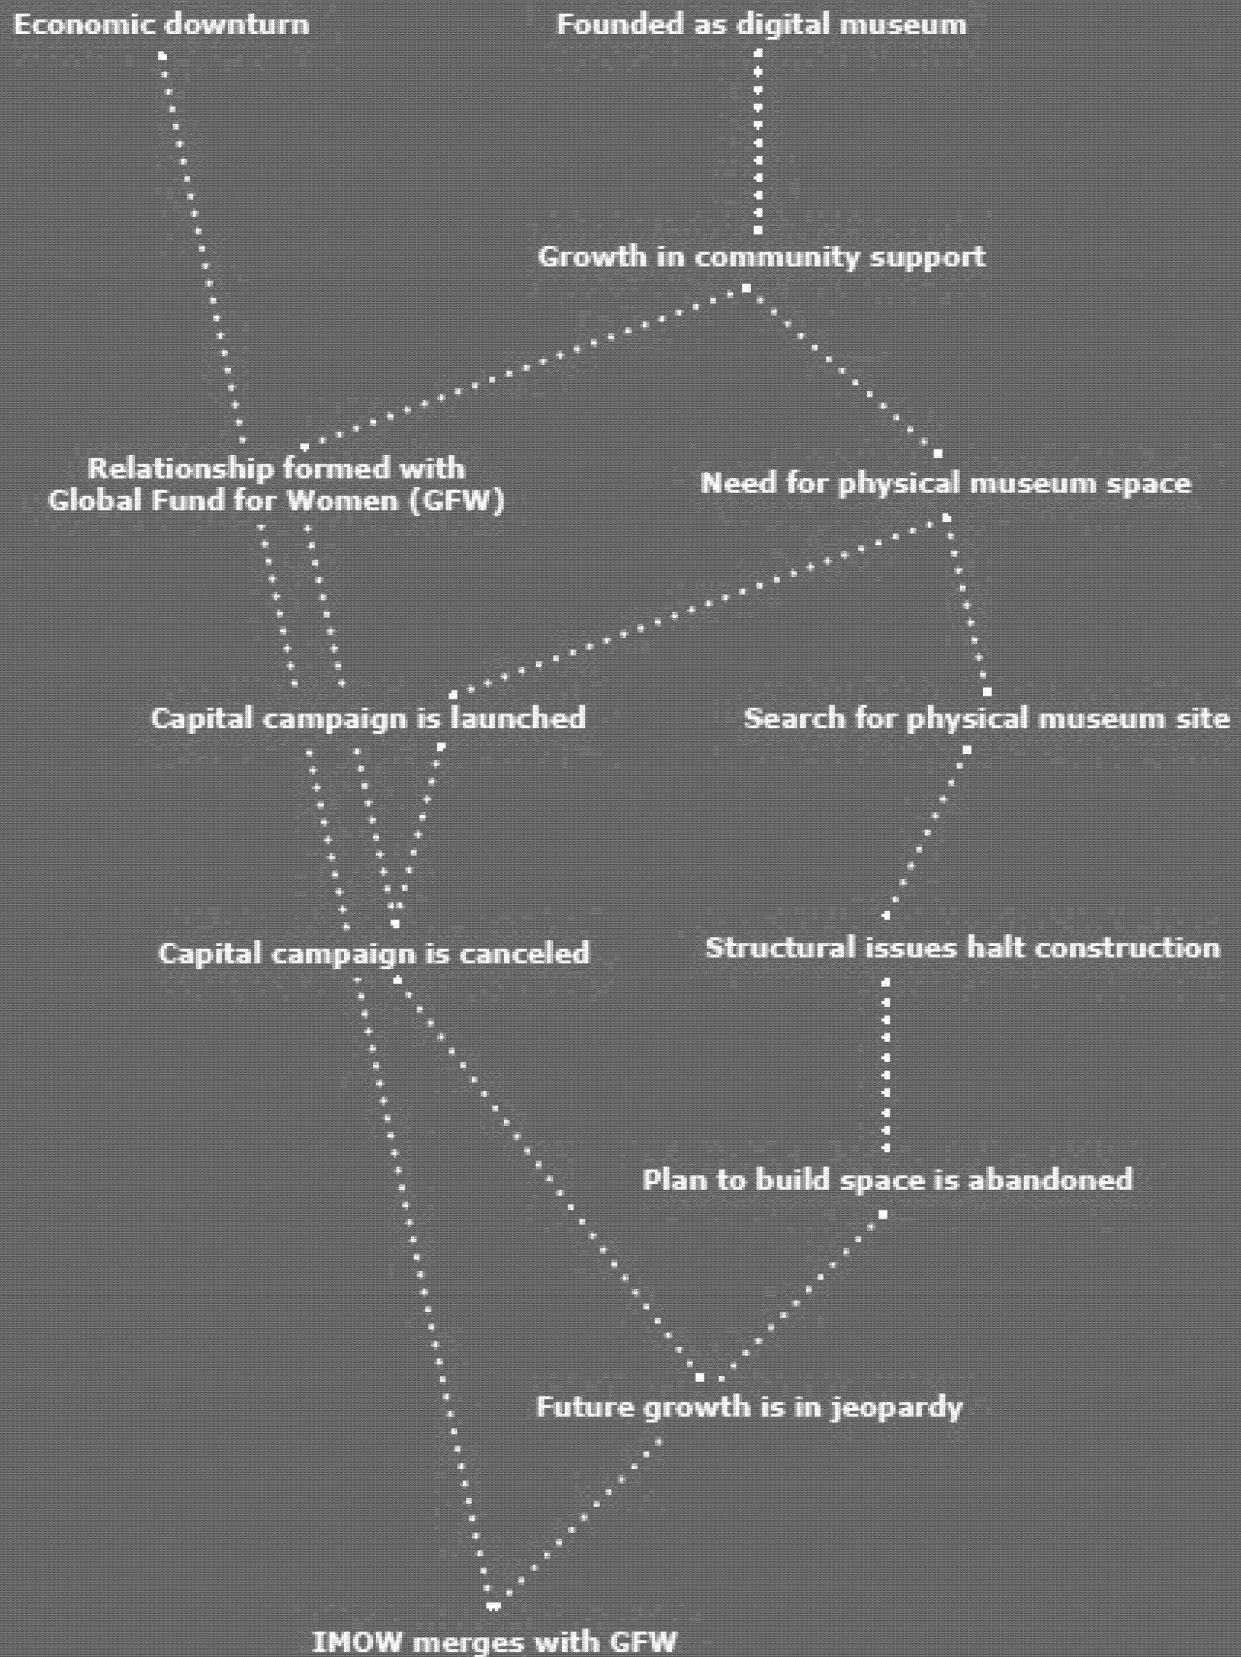 Economic downturn
Founded as digital museum
Growth in community support
Relationship formed with
Global Fund for Women (GFW)
Need for physical museum space
Capital campaign is launched
Search for physical museum site
Capital campaign is canceled
Structural issues halt construction
Plan to build space is abandoned
Future growth is in jeopardy
IMOW merges with GFW